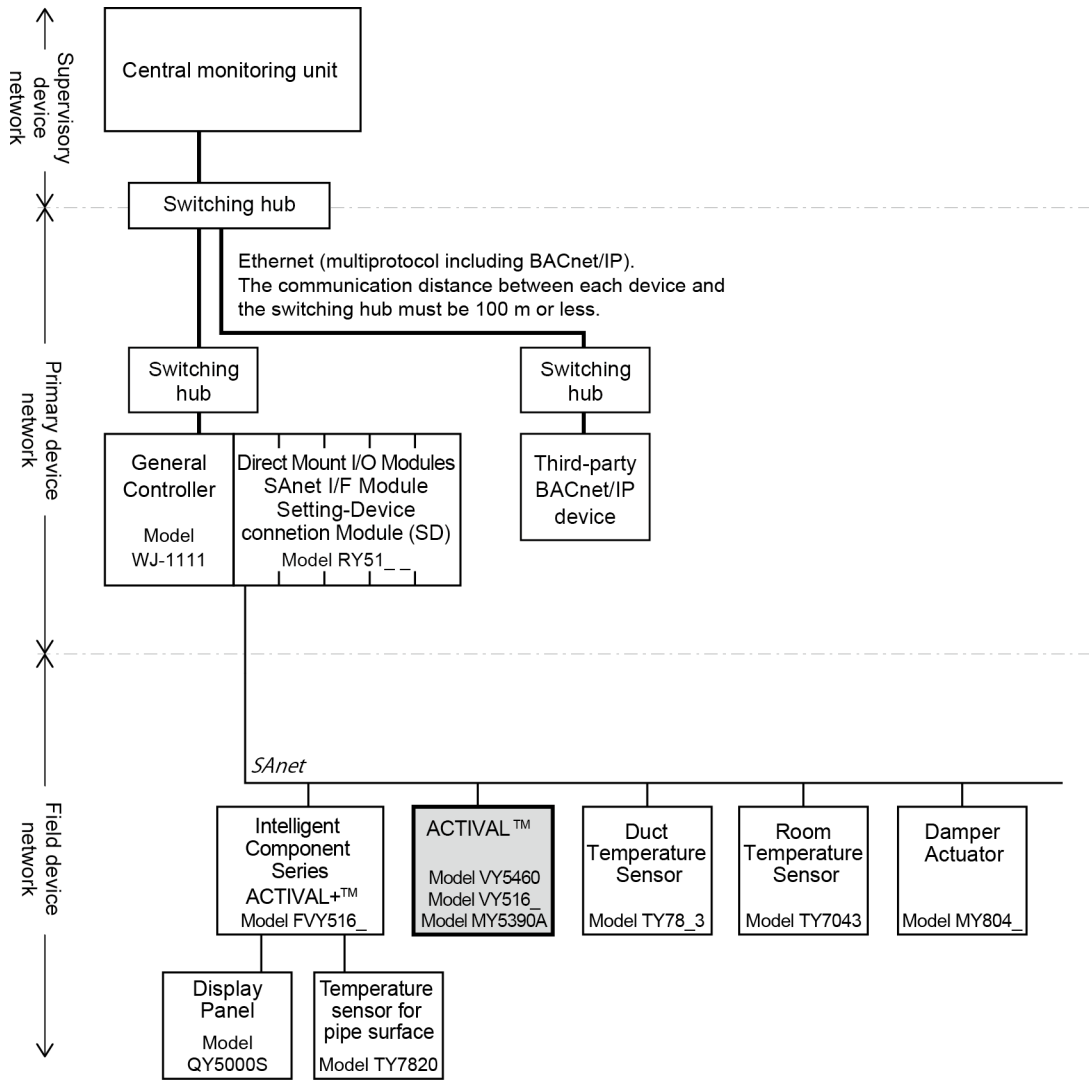 Supervisory
device
network
Central monitoring unit
Switching hub
Ethernet (multiprotocol including BACnet/IP).
The communication distance between each device and
the switching hub must be 100 m or less.
Primary device
network
Switching
hub
Switching
hub
General
Controller
Model
WJ-1111
Direct Mount I/O Modules
SAnet I/F Module
Setting-Device
connetion Module (SD)
Model RY51_ _
Third-party
BACnet/IP
device
Field device
network
SAnet
Intelligent
Component
Series
ACTIVAL+™
Model FVY516_
ACTIVAL™
Model VY5460
Model VY516_
Model MY5390A
Duct
Temperature
Sensor
Model TY78_3
Room
Temperature
Sensor
Model TY7043
Damper
Actuator
Model MY804_
Display
Panel
Model
QY5000S
Temperature
sensor for
pipe surface
Model TY7820